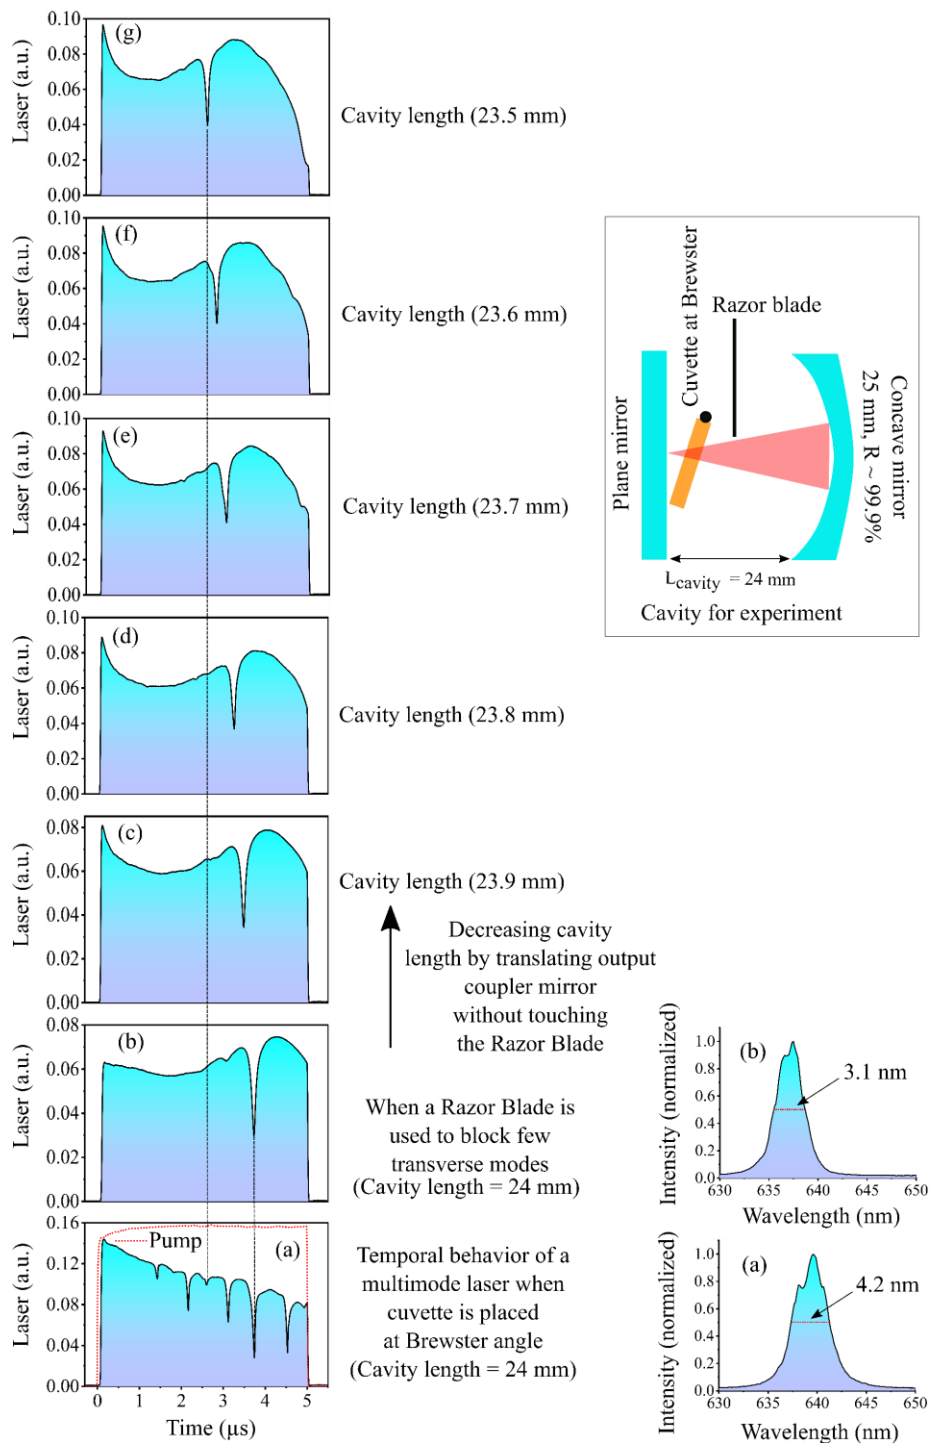 0.10
0.08
0.06
0.04
0.02
0.00
Laser (a.u.)
(g)
Cavity length (23.5 mm)
0.10
0.08
0.06
0.04
0.02
0.00
Laser (a.u.)
(f)
Cavity length (23.6 mm)
0.10
0.08
0.06
0.04
0.02
0.00
Laser (a.u.)
(e)
Cavity length (23.7 mm)
0.10
0.08
0.06
0.04
0.02
0.00
Laser (a.u.)
(d)
Cavity length (23.8 mm)
0.08
0.06
0.04
0.02
0.00
Laser (a.u.)
(c)
Cavity length (23.9 mm)
Decreasing cavity
length by translating output
coupler mirror
without touching
the Razor Blade
0.08
0.06
0.04
0.02
0.00
Laser (a.u.)
(b)
When a Razor Blade is
used to block few
transverse modes
(Cavity length = 24 mm)
0.16
0.12
0.08
0.04
0.00
Laser (a.u.)
Pump
(a)
0 1 2 3 4 5
Time (µs)
Temporal behavior of a
multimode laser when
cuvette is placed
at Brewster angle
(Cavity length = 24 mm)
Plane mirror
Cuvette at Brewster
Razor blade
Concave mirror
25 mm, R ~ 99.9%
Lcavity = 24 mm
Cavity for experiment
Intensity (normalized)
1.0
0.8
0.6
0.4
0.2
0.0
(b)
3.1 nm
630 635 640 645 650
Wavelength (nm)
Intensity (normalized)
1.0
0.8
0.6
0.4
0.2
0.0
(a)
4.2 nm
630 635 640 645 650
Wavelength (nm)